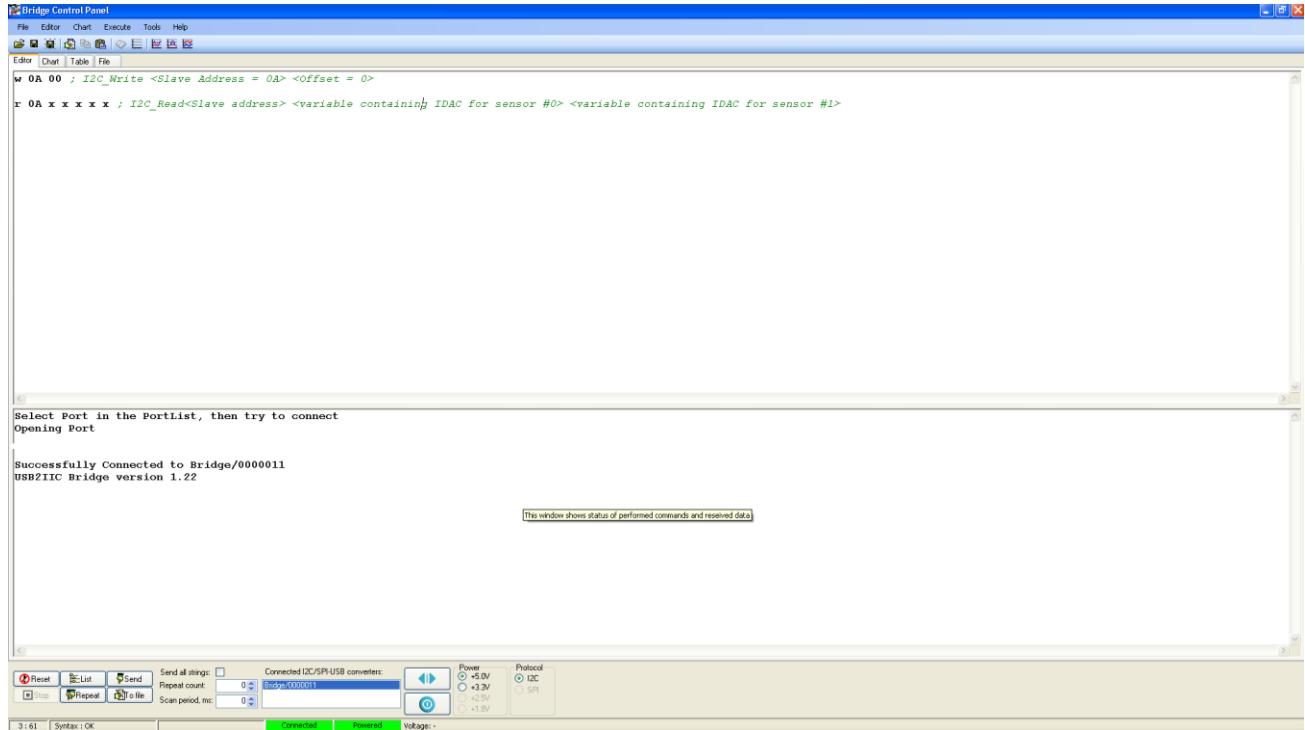 Bridge Control Panel
File Editor Chart Execute Tools Help
Editor Chart Table File
w 0A 00 ; I2C_Write <Slave Address = 0A> <Offset = 0>
r 0A x x x x x ; I2C_Read<Slave address> <variable containing IDAC for sensor #0> <variable containing IDAC for sensor #1>
Select Port in the PortList, then try to connect
Opening Port
Successfully Connected to Bridge/0000011
USB2IIC Bridge version 1.22
This window shows status of performed commands and reseived data
Reset List Send
Stop Repeat To file
Send all strings:
Repeat count: 0
Scan period, ms: 0
Connected I2C/SPI-USB converters:
Bridge/0000011
Power
+5.0V
+3.3V
+2.5V
+1.8V
Protocol
I2C
SPI
3 : 61 Syntax : OK Connected Powered Voltage: -